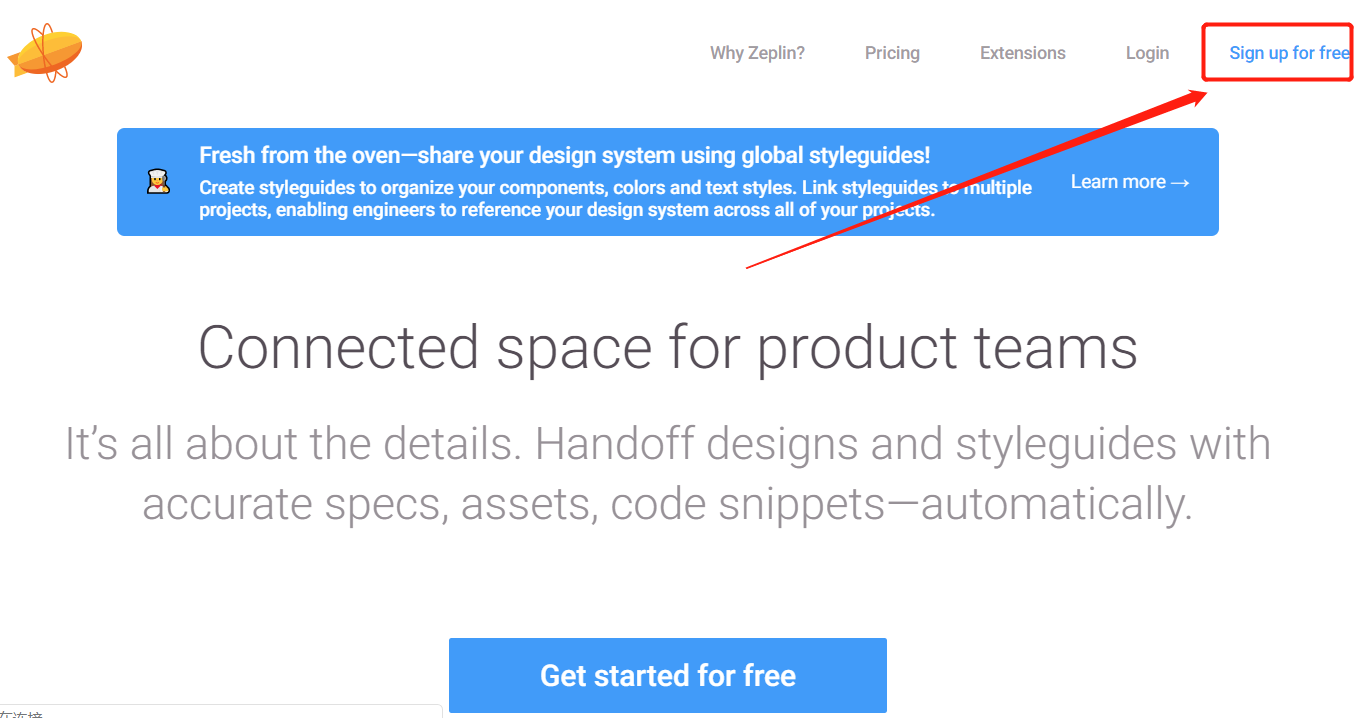 Why Zeplin?
Pricing
Extensions
Login
Sign up for free
Fresh from the oven—share your design system using global styleguides!
Create styleguides to organize your components, colors and text styles. Link styleguides to multiple
projects, enabling engineers to reference your design system across all of your projects.
Learn more →
Connected space for product teams
It’s all about the details. Handoff designs and styleguides with
accurate specs, assets, code snippets—automatically.
Get started for free